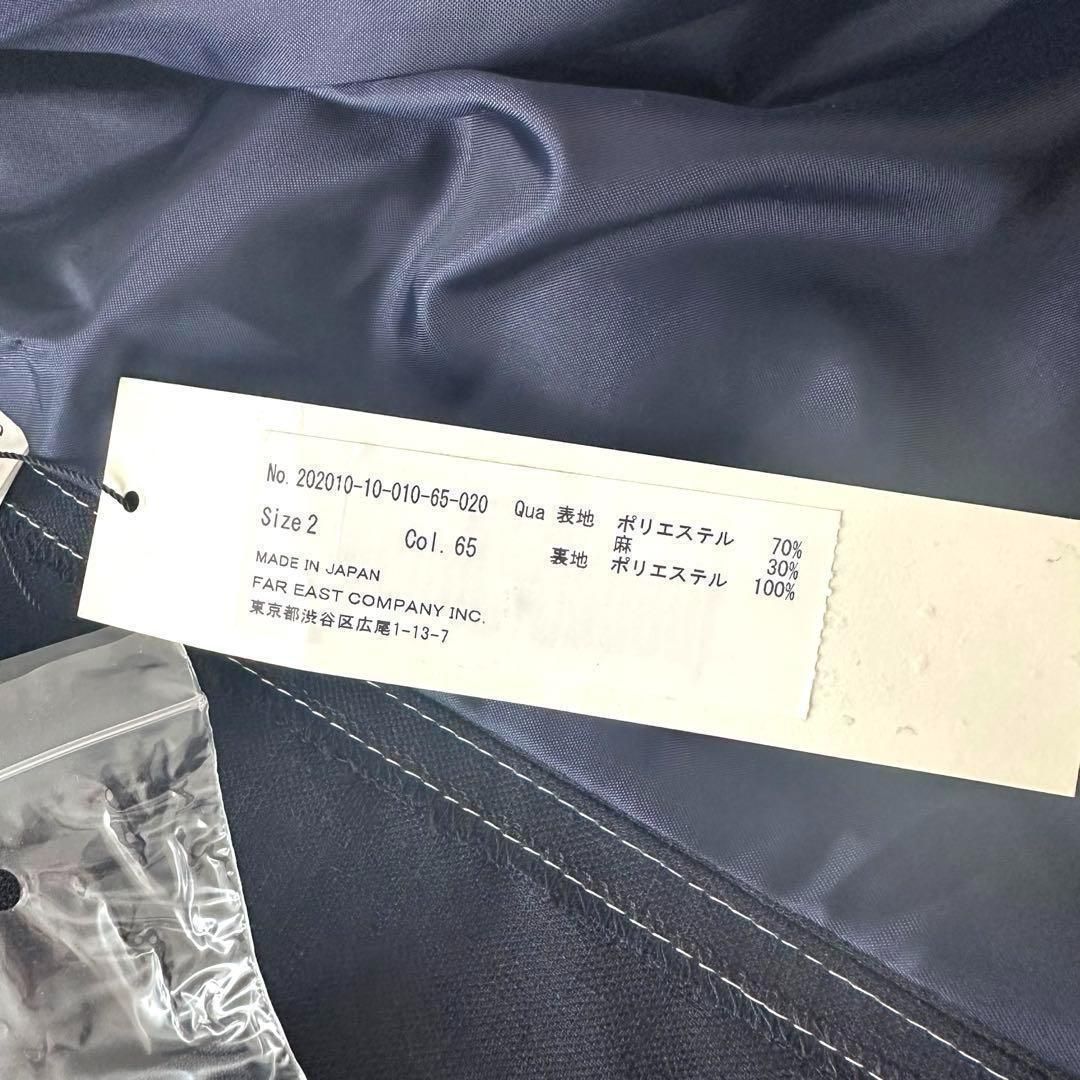 No. 202010-10-010-65-020
Size 2 Col. 65
MADE IN JAPAN
FAR EAST COMPANY INC.
東京都渋谷区広尾1-13-7
Qua 表地 ポリエステル 70%
麻 30%
裏地 ポリエステル 100%